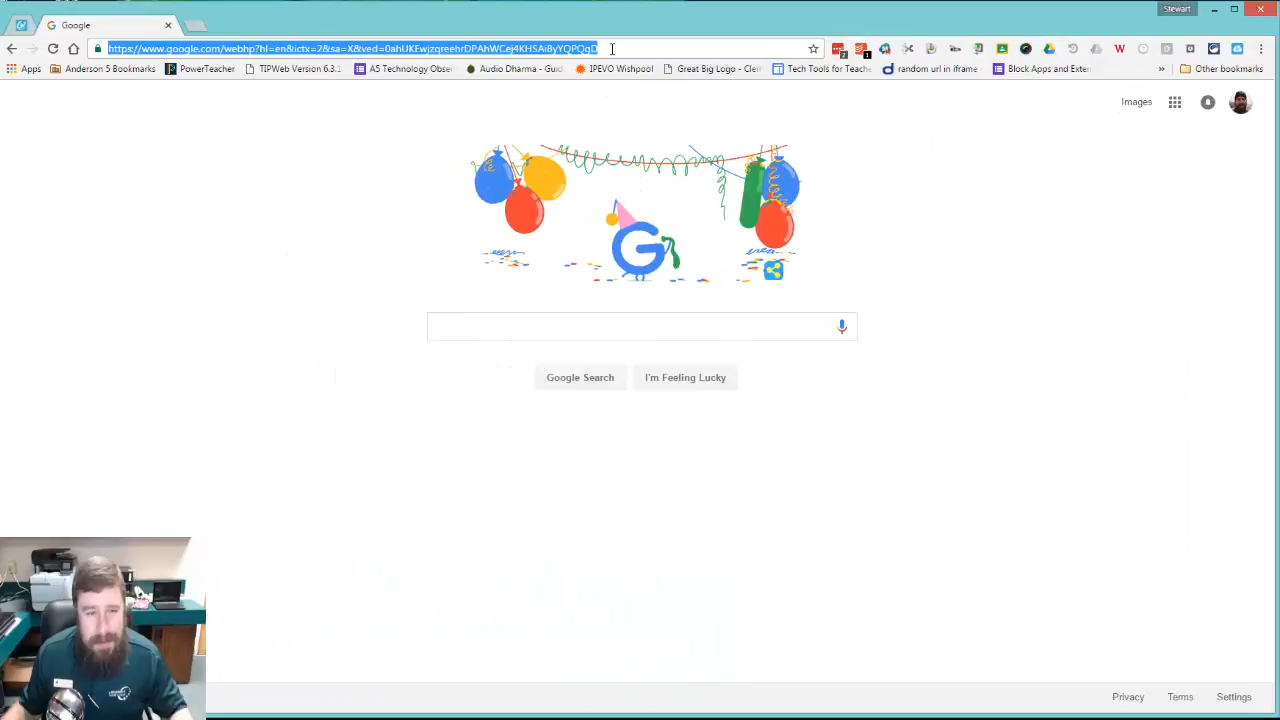 Stewart
Google
https://www.google.com/webhp?hl=en&ictx=2&sa=X&ved=0ahUKEwjzqreehrDPAhWCej4KHSAiByYQPQgD
Apps Anderson 5 Bookmarks PowerTeacher TIPWeb Version 6.3.1 A5 Technology Obser Audio Dharma - Guid IPEVO Wishpool Great Big Logo - Clem Tech Tools for Teache random url in iframe Block Apps and Exten » Other bookmarks
Images
G
Google Search I'm Feeling Lucky
Privacy Terms Settings